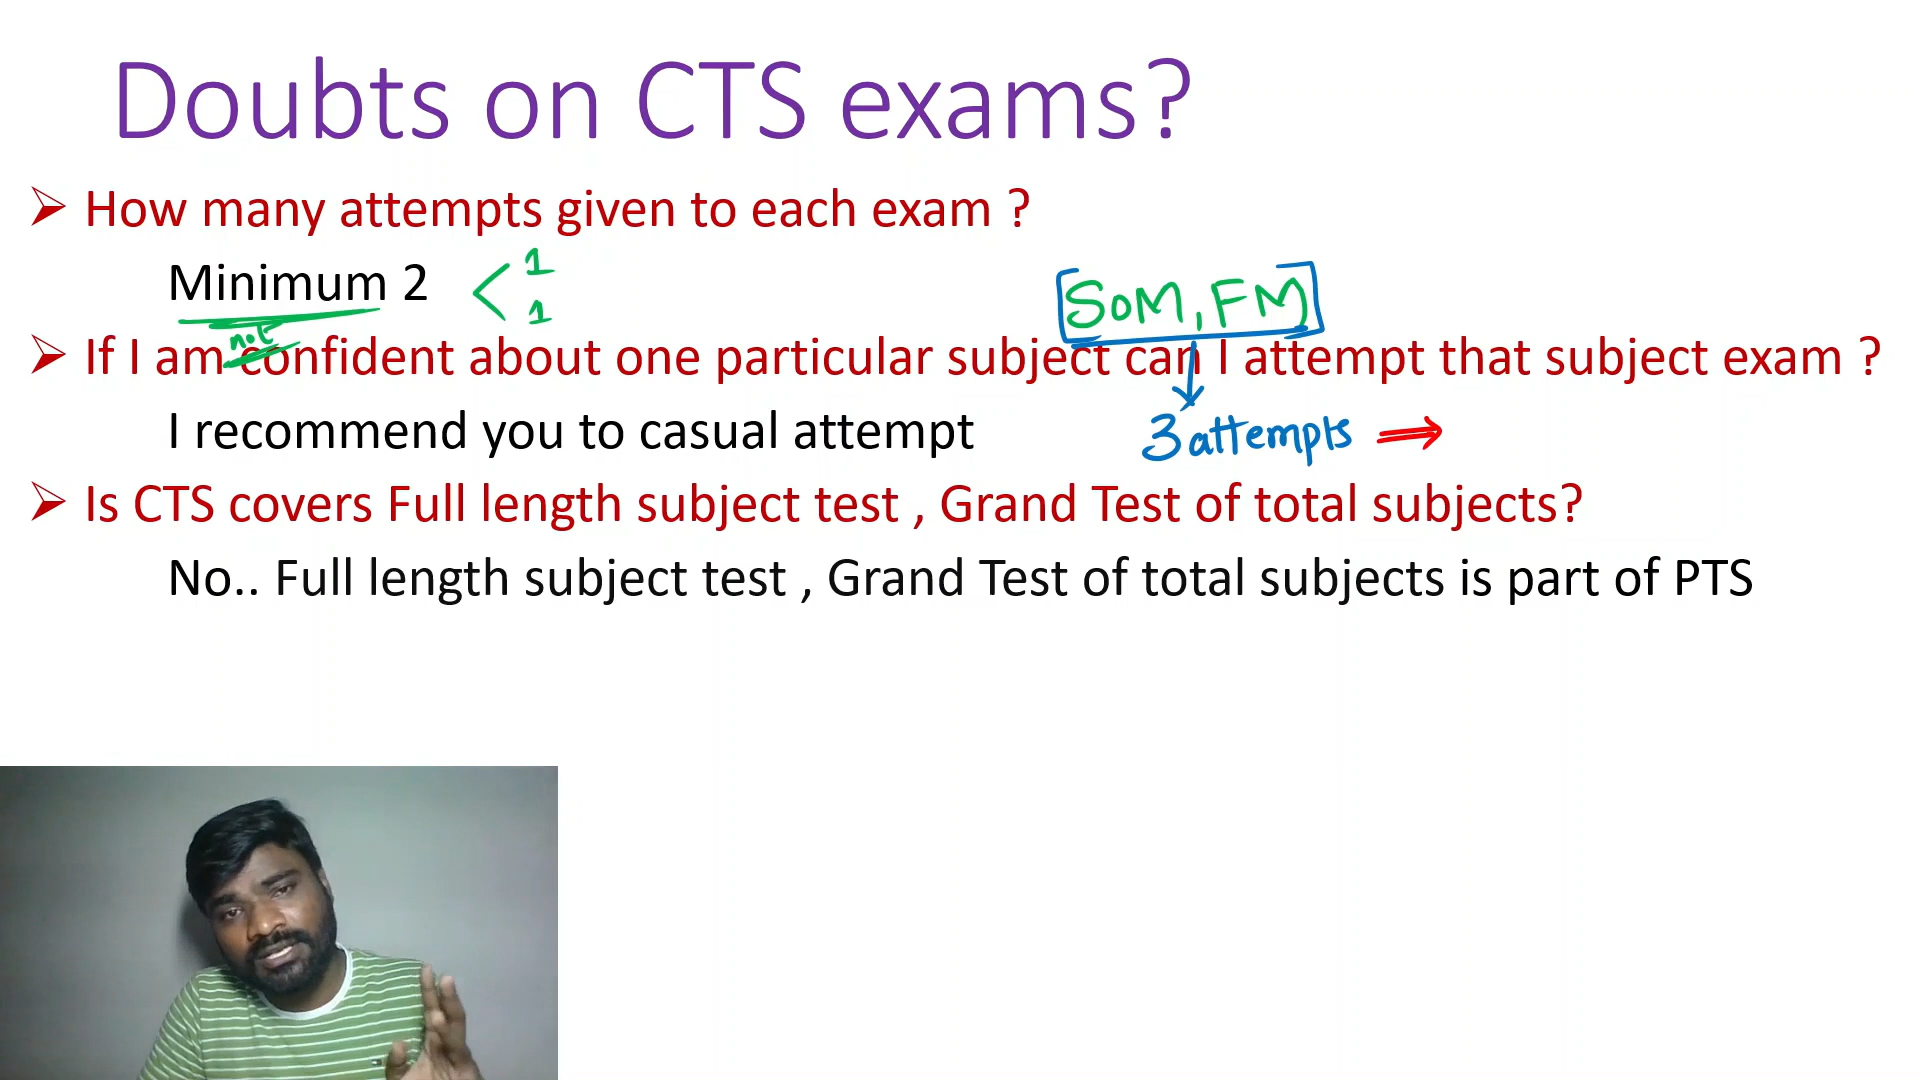 Doubts on CTS exams?
How many attempts given to each exam ?
Minimum 2 < 1
1
SOM, FM
not
If I am confident about one particular subject can I attempt that subject exam ?
I recommend you to casual attempt
3 attempts ⇒
Is CTS covers Full length subject test , Grand Test of total subjects?
No.. Full length subject test , Grand Test of total subjects is part of PTS